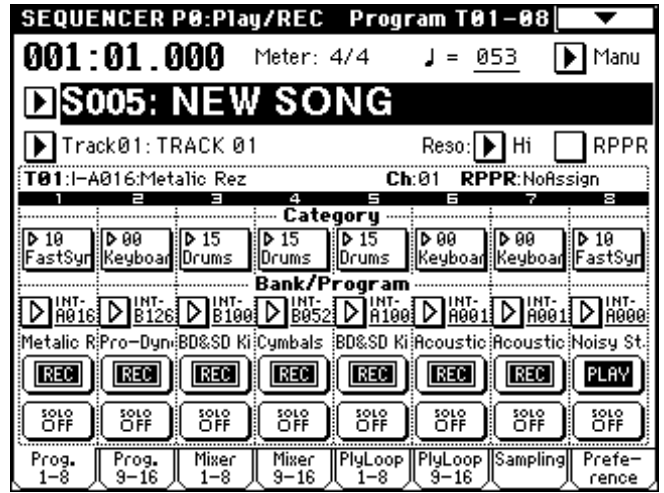 SEQUENCER P0:Play/REC Program T01-08
001:01.000 Meter: 4/4 ♩ = 053 Manu
S005: NEW SONG
Track01: TRACK 01 Reso: Hi RPPR
T01:I-A016:Metalic Rez Ch:01 RPPR:NoAssign
1 2 3 4 5 6 7 8
Category
10 00 15 15 15 00 00 10
FastSyn Keyboar Drums Drums Drums Keyboar Keyboar FastSyn
Bank/Program
INT- INT- INT- INT- INT- INT- INT- INT-
A016 B126 B100 B052 A100 A001 A001 A000
Metalic R Pro-Dyn BD&SD Ki Cymbals BD&SD Ki Acoustic Acoustic Noisy St.
REC REC REC REC REC REC REC PLAY
SOLO SOLO SOLO SOLO SOLO SOLO SOLO SOLO
OFF OFF OFF OFF OFF OFF OFF OFF
Prog. Prog. Mixer Mixer PlyLoop PlyLoop Sampling Prefe-
1-8 9-16 1-8 9-16 1-8 9-16 rence